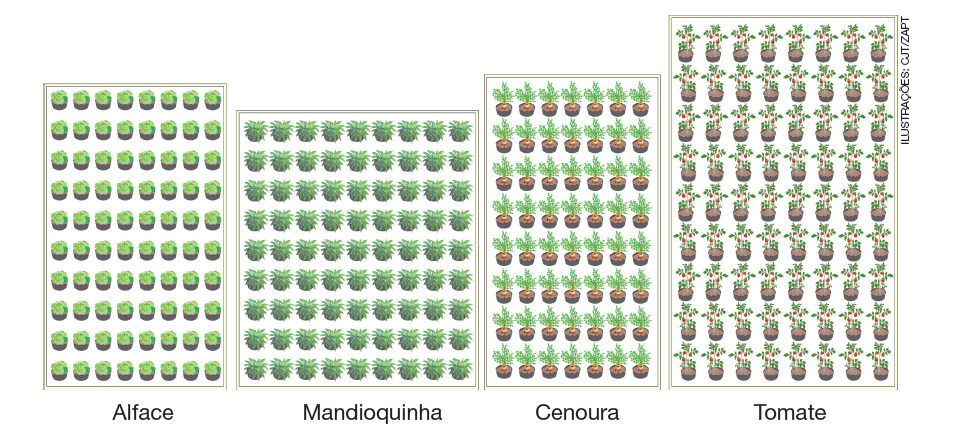 ILUSTRAÇÕES: CJT/ZAPT
Alface
Mandioquinha
Cenoura
Tomate